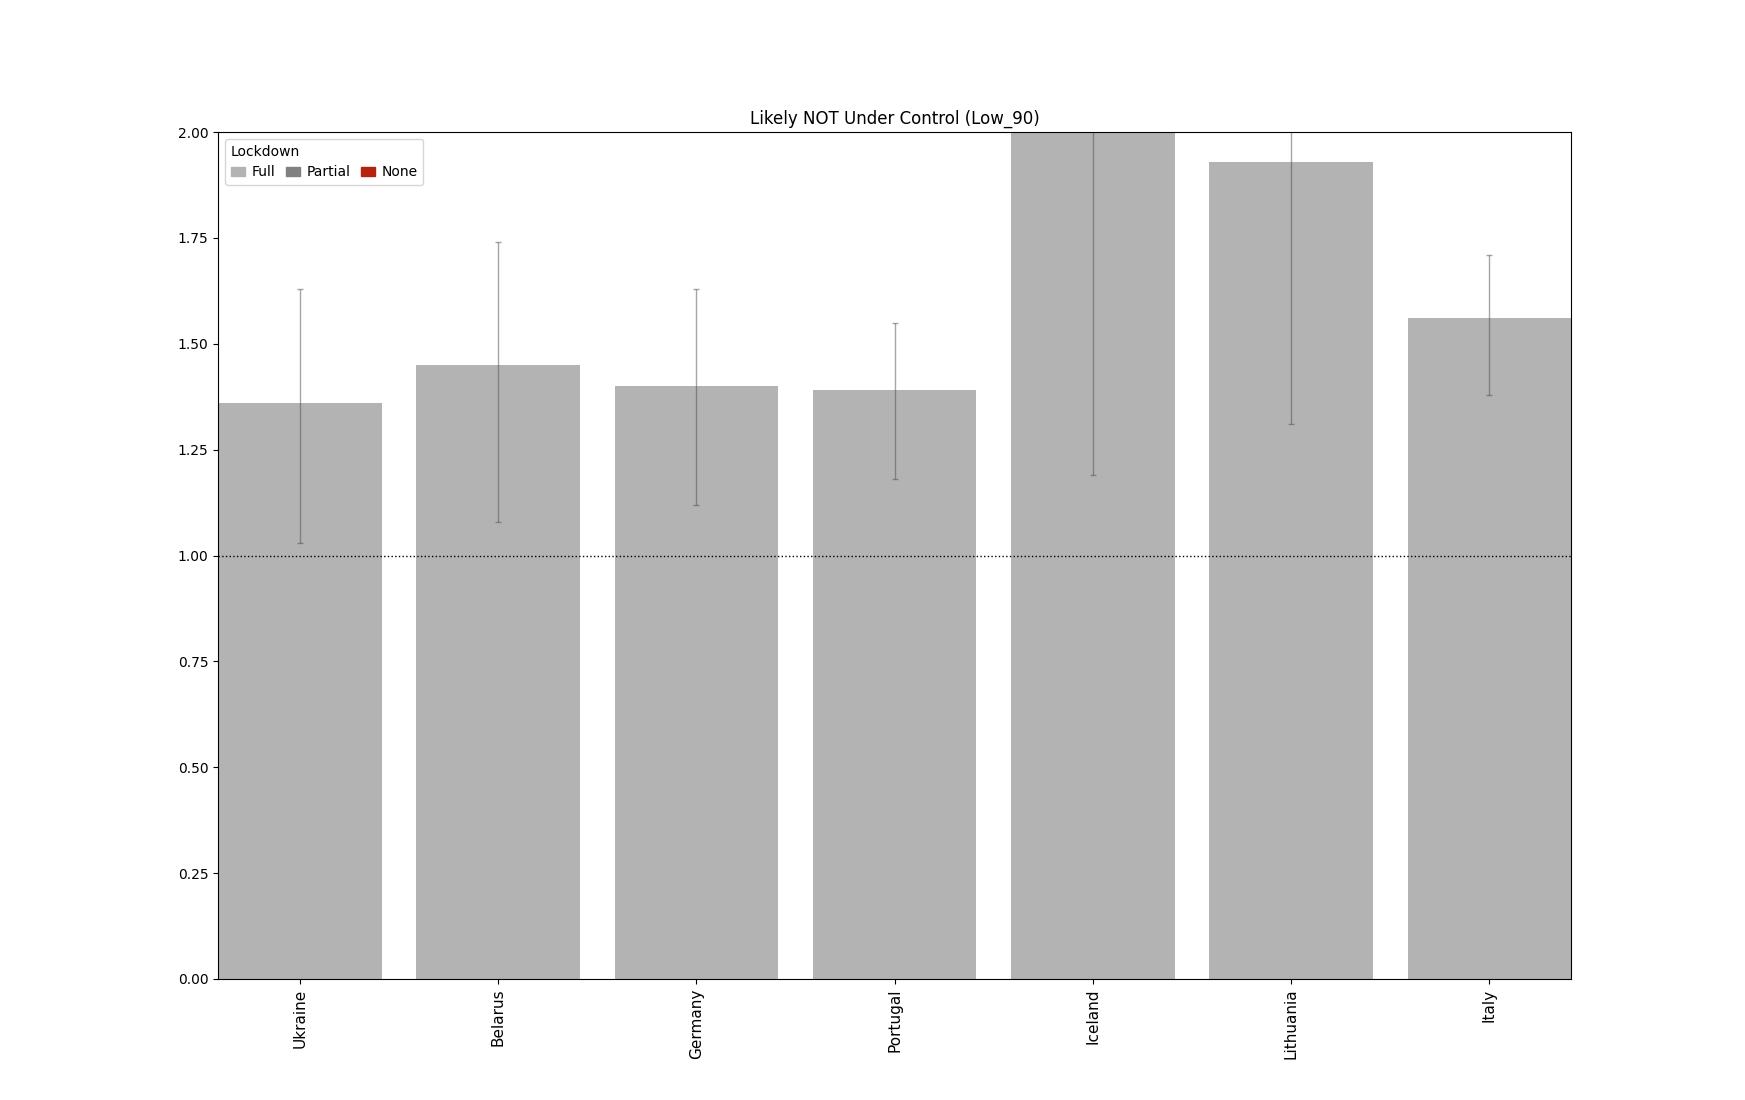 Likely NOT Under Control (Low_90)
Lockdown
Full Partial None
2.00
1.75
1.50
1.25
1.00
0.75
0.50
0.25
0.00
Ukraine
Belarus
Germany
Portugal
Iceland
Lithuania
Italy